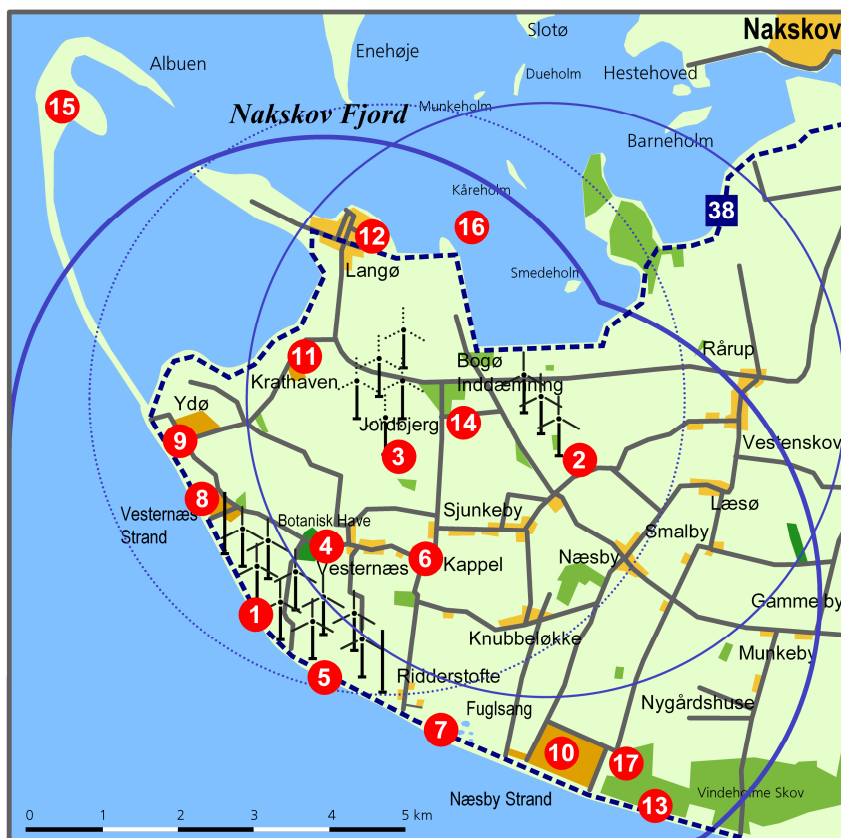 Slotø
Nakskov
Enehøje
Albuen
Dueholm
Hestehoved
15
Munkeholm
Nakskov Fjord
Barneholm
Kåreholm
38
16
12
Langø
Smedeholm
Rårup
11
Bogø
Krathaven
Inddæmning
Ydø
14
Jordbjerg
9
Vestenskov
3
2
8
Læsø
Vesternæs
Strand
Botanisk Have
Sjunkeby
Smalby
4
6
Næsby
Vesternæs
Kappel
1
Gammelby
Knubbeløkke
Munkeby
5
Ridderstofte
Nygårdshuse
Fuglsang
7
10
17
Næsby Strand
Vindeholme Skov
13
0 1 2 3 4 5 km